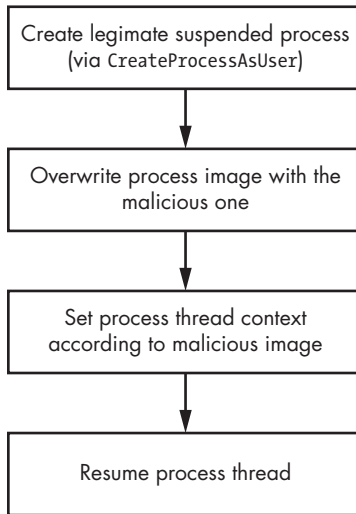 Create legimate suspended process
(via CreateProcessAsUser)
Overwrite process image with the
malicious one
Set process thread context
according to malicious image
Resume process thread